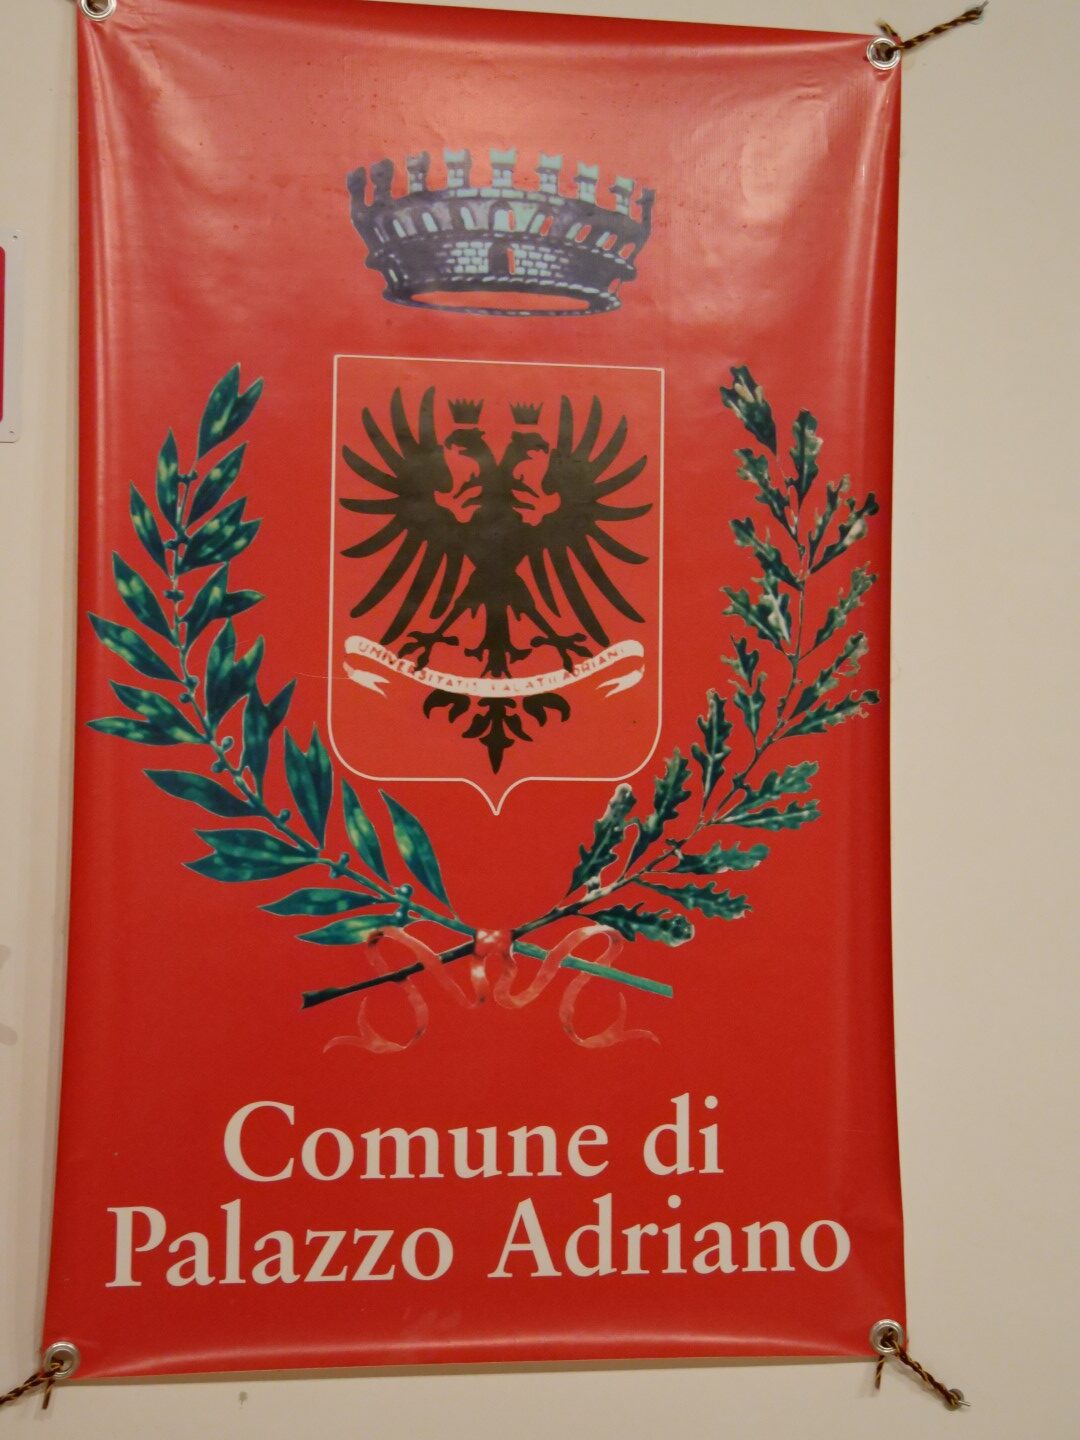 UNIVERSITATIS PALATII ADRIANI
Comune di
Palazzo Adriano